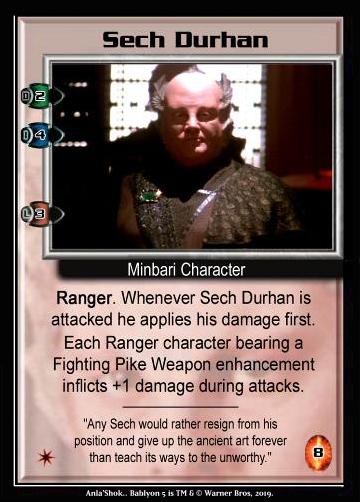 Sech Durhan
D 2
I 4
L 3
Minbari Character
Ranger. Whenever Sech Durhan is
attacked he applies his damage first.
Each Ranger character bearing a
Fighting Pike Weapon enhancement
inflicts +1 damage during attacks.
"Any Sech would rather resign from his
position and give up the ancient art forever
than teach its ways to the unworthy."
8
Anla'Shok.. Bablyon 5 is TM & © Warner Bros, 2019.